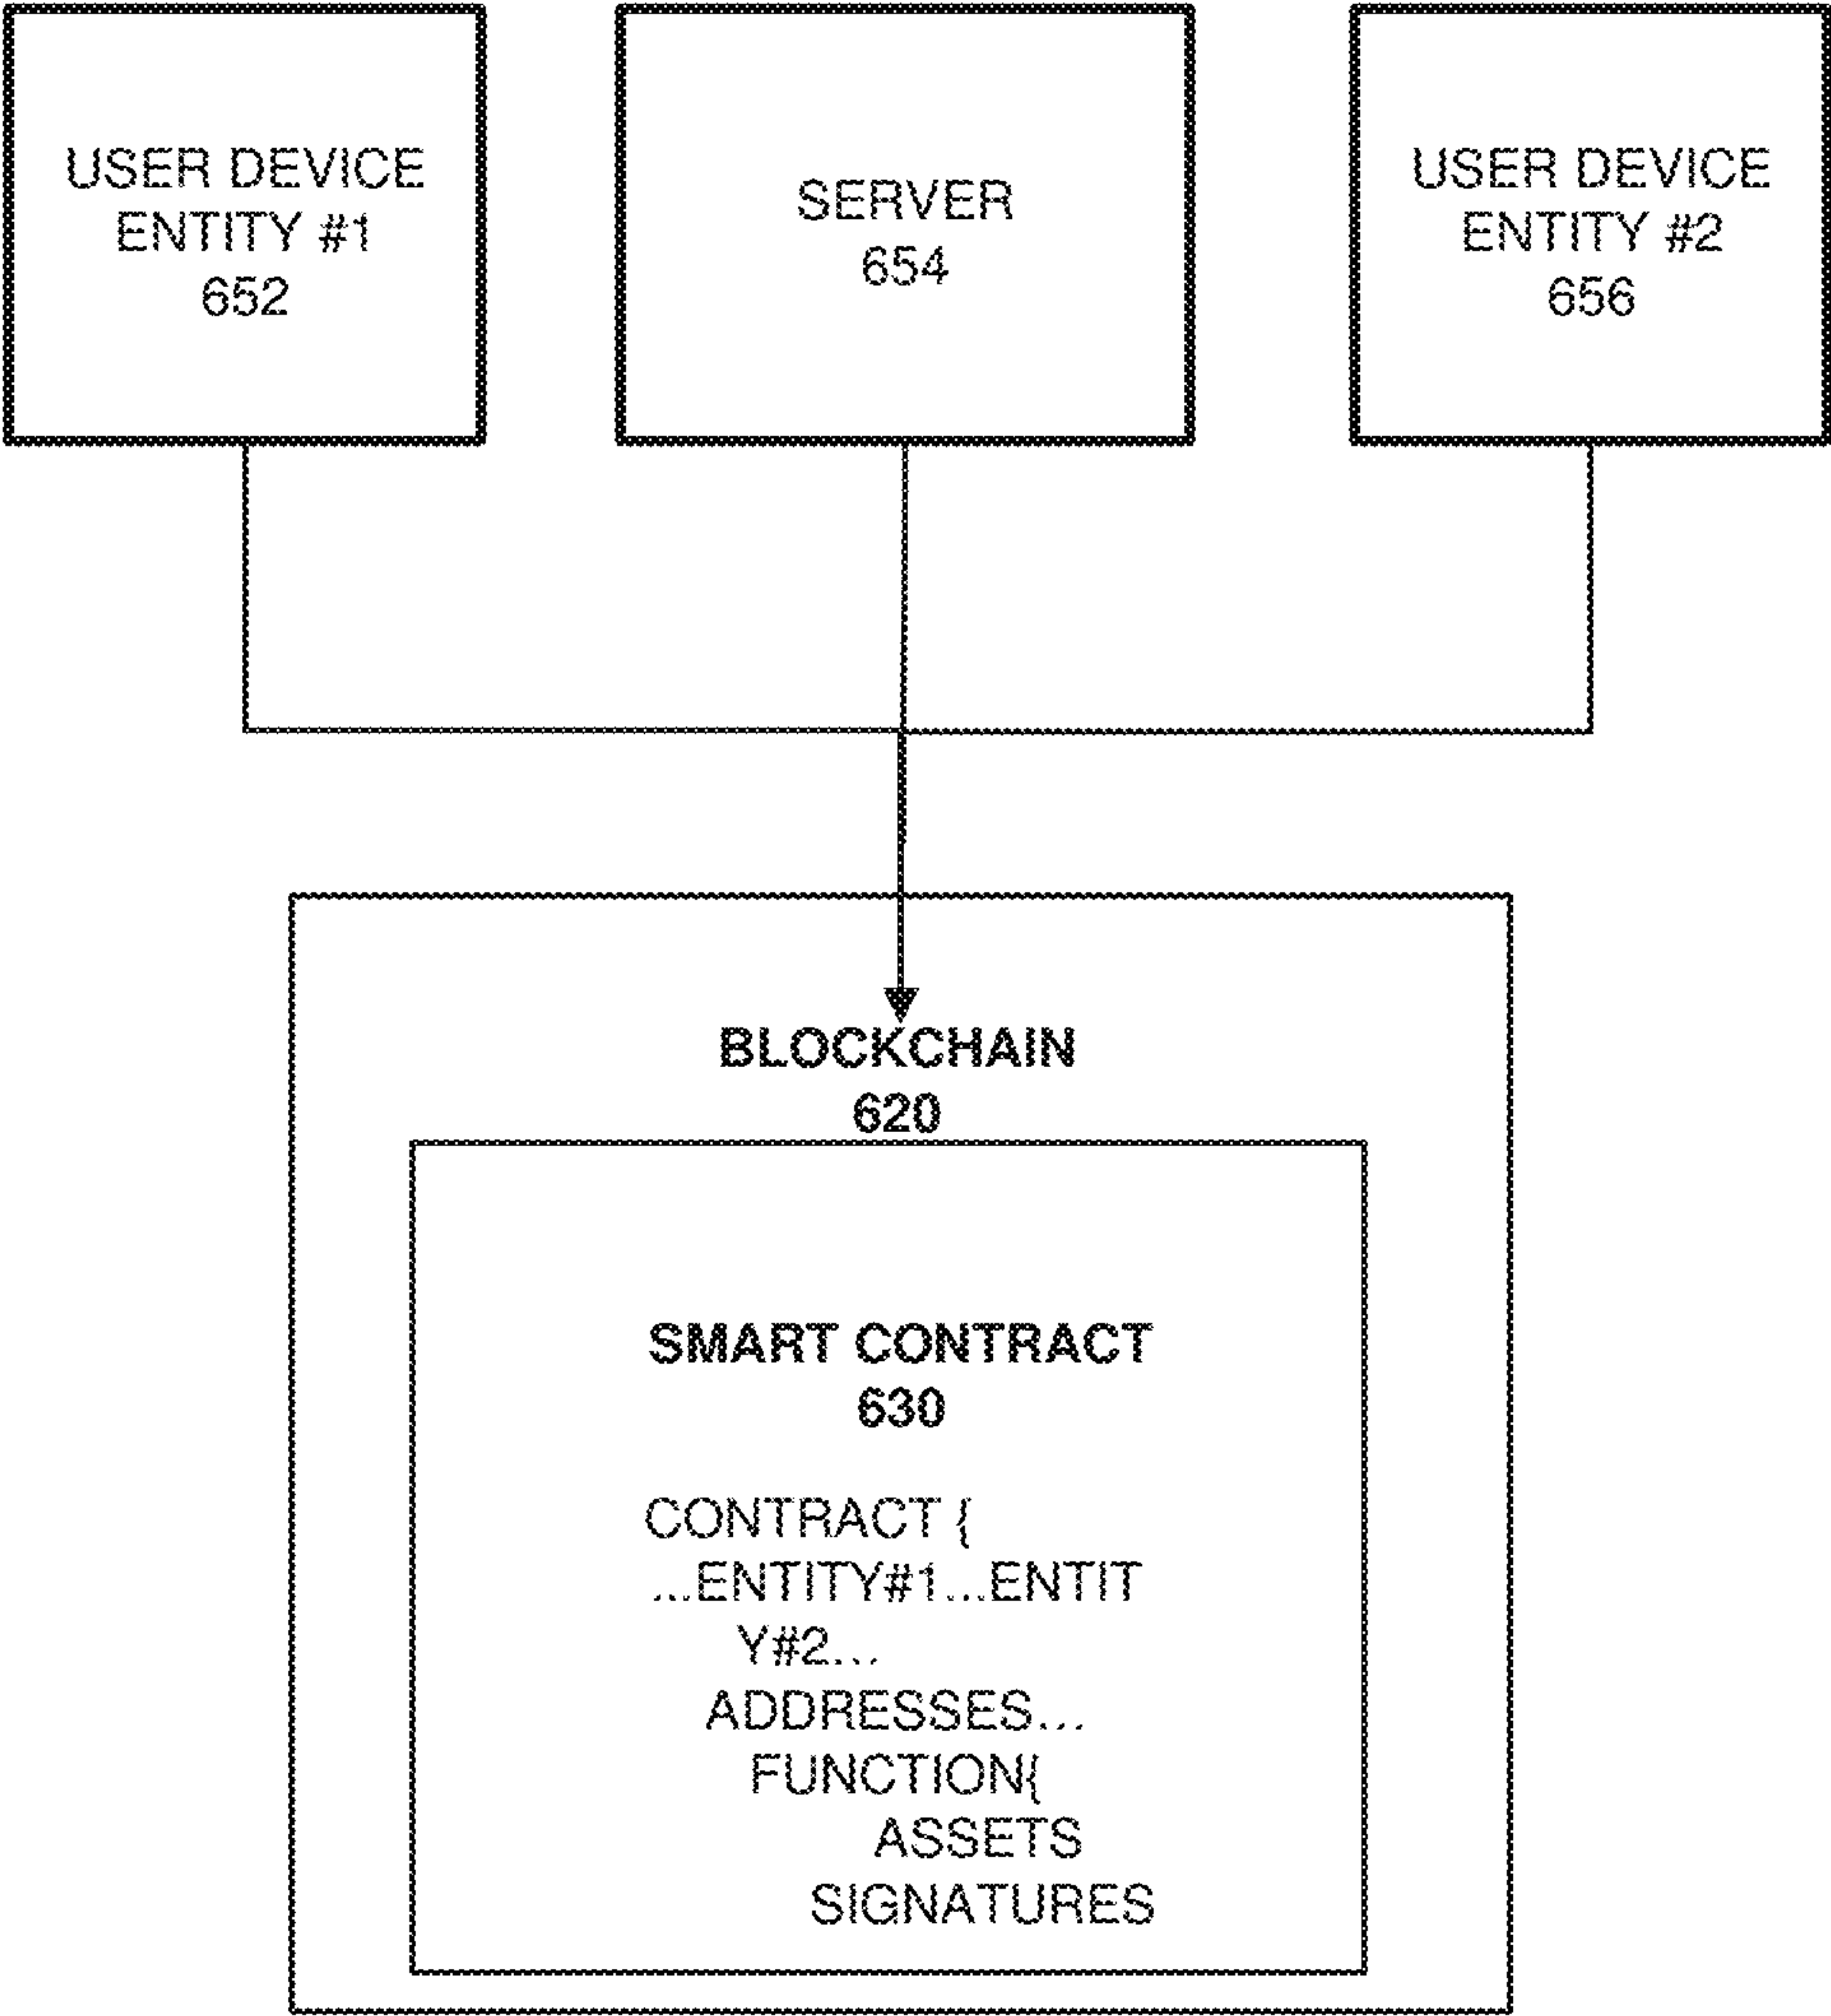 USER DEVICE
ENTITY #1
652
SERVER
654
USER DEVICE
ENTITY #2
656
BLOCKCHAIN
620
SMART CONTRACT
630
CONTRACT {
...ENTITY#1...ENTIT
Y#2...
ADDRESSES...
FUNCTION{
ASSETS
SIGNATURES